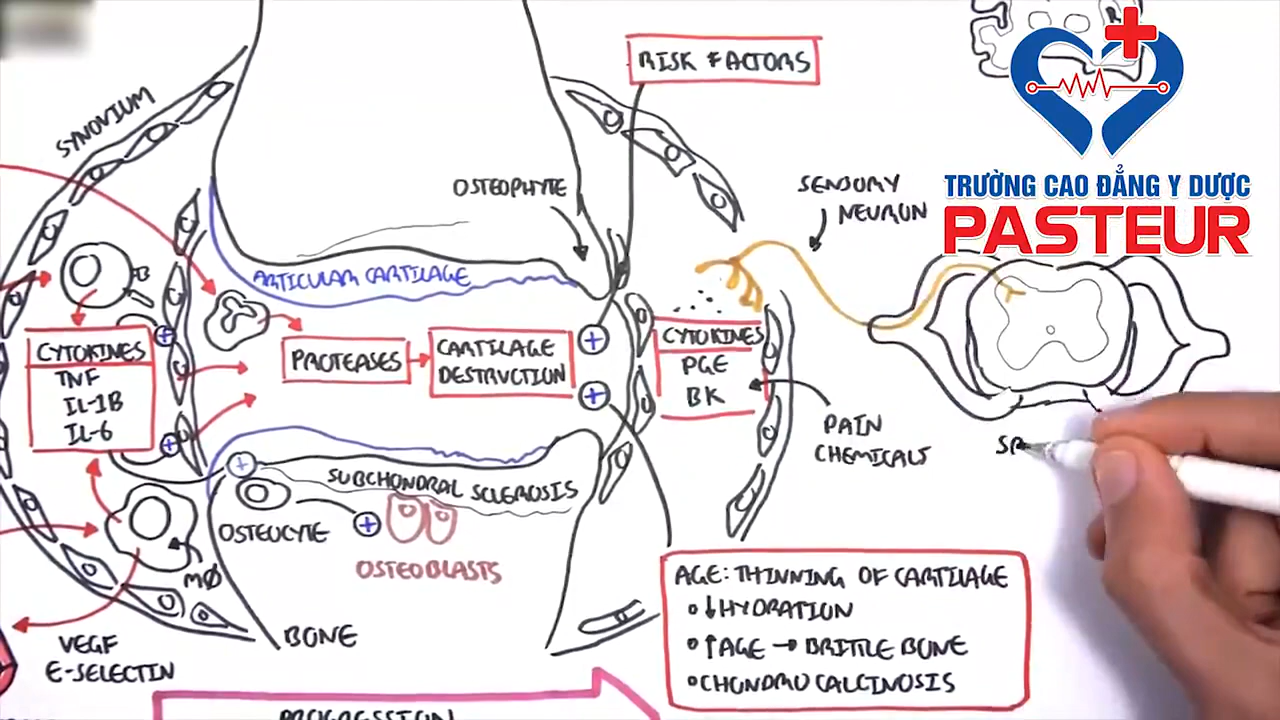 RISK FACTORS
SYNOVIUM
OSTEOPHYTE
SENSORY
NEURON
TRƯỜNG CAO ĐẲNG Y DƯỢC
PASTEUR
ARTICULAR CARTILAGE
B
CYTOKINES
TNF
IL-1B
IL-6
PROTEASES
CARTILAGE
DESTRUCTION
CYTOKINES
PGE
BK
PAIN
CHEMICALS
SUBCHONDRAL SCLEROSIS
OSTEOCYTE
OSTEOBLASTS
MØ
BONE
VEGF
E-SELECTIN
AGE: THINNING OF CARTILAGE
• ↓ HYDRATION
• ↑ AGE → BRITTLE BONE
• CHONDROCALCINOSIS
PROGRESSION